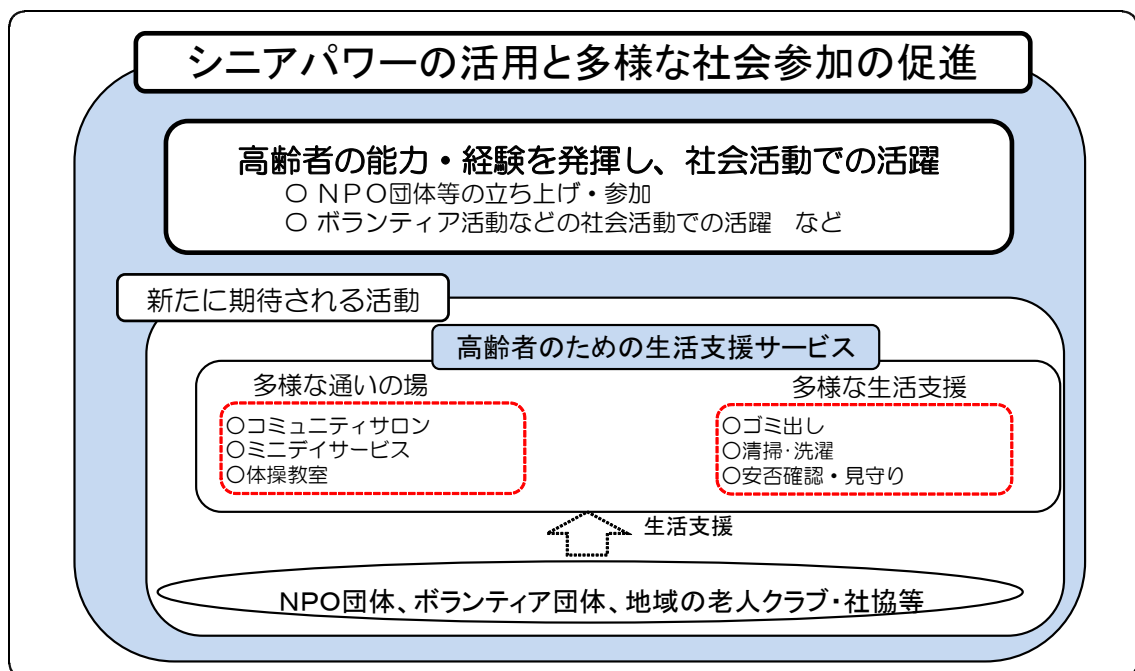 シニアパワーの活用と多様な社会参加の促進
高齢者の能力・経験を発揮し、社会活動での活躍
○ ＮＰＯ団体等の立ち上げ・参加
○ ボランティア活動などの社会活動での活躍　など
新たに期待される活動
高齢者のための生活支援サービス
多様な通いの場
○コミュニティサロン
○ミニデイサービス
○体操教室
多様な生活支援
○ゴミ出し
○清掃・洗濯
○安否確認・見守り
生活支援
NPO団体、ボランティア団体、地域の老人クラブ・社協等